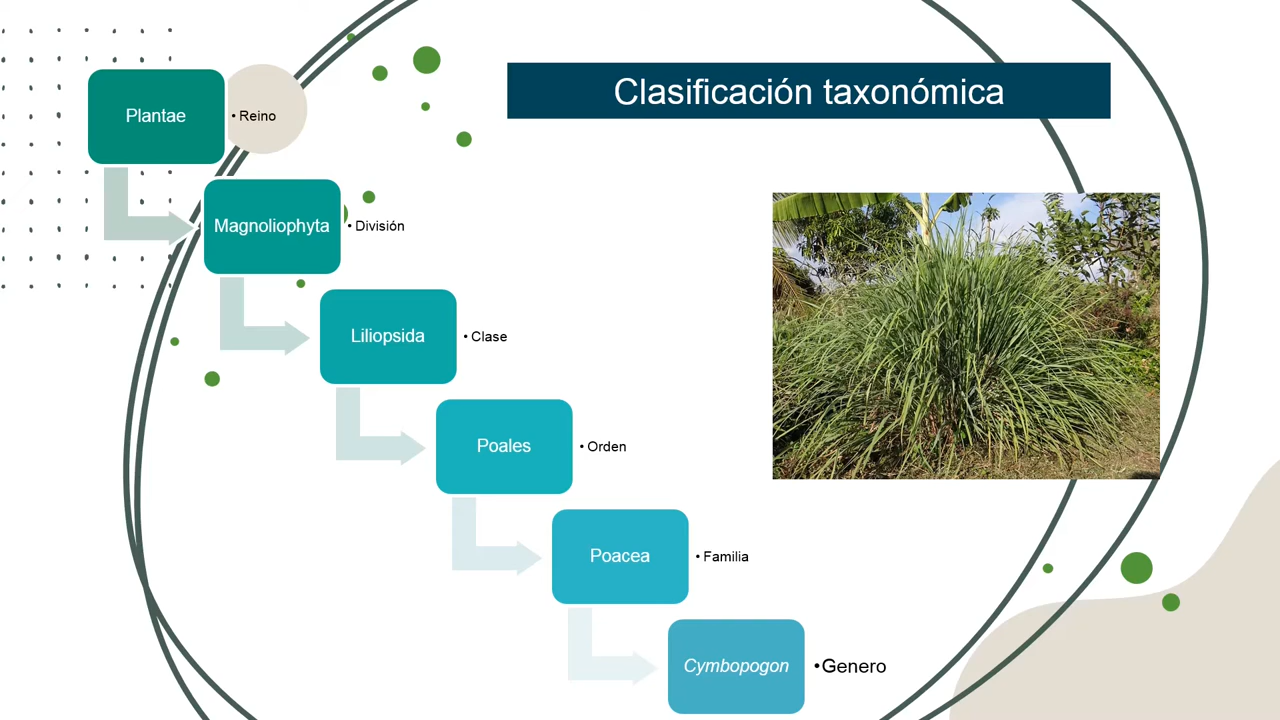 Clasificación taxonómica
Plantae
• Reino
Magnoliophyta
• División
Liliopsida
• Clase
Poales
• Orden
Poacea
• Familia
Cymbopogon
•Genero